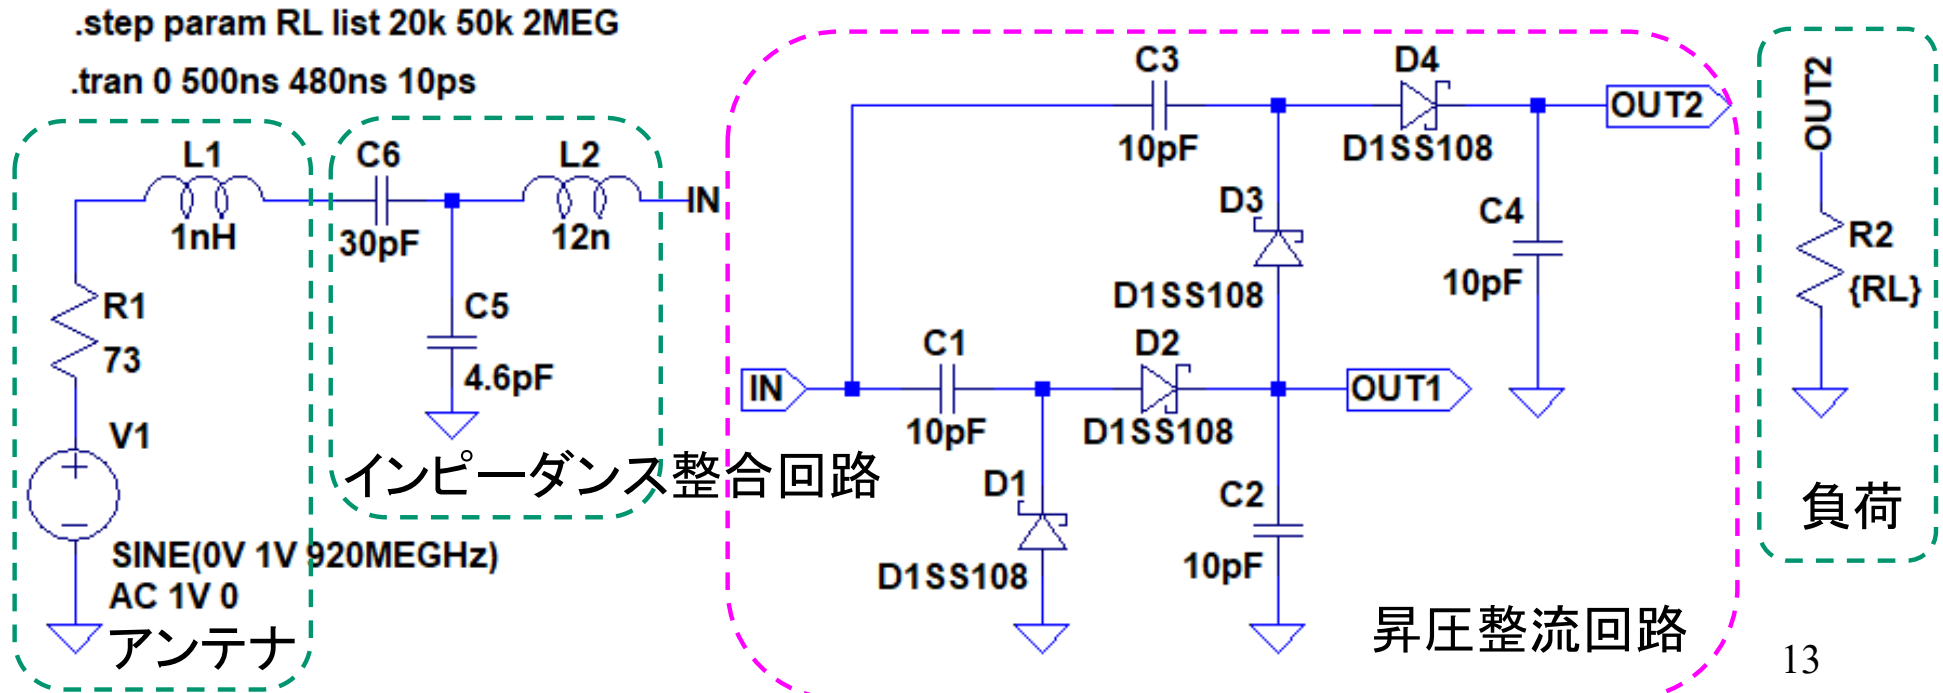 .step param RL list 20k 50k 2MEG
.tran 0 500ns 480ns 10ps
L1
1nH
R1
73
V1
SINE(0V 1V 920MEGHz)
AC 1V 0
アンテナ
C6
30pF
L2
12n
IN
C5
4.6pF
インピーダンス整合回路
C3
10pF
D4
D1SS108
OUT2
D3
D1SS108
C4
10pF
IN
C1
10pF
D2
D1SS108
OUT1
D1
D1SS108
C2
10pF
昇圧整流回路
OUT2
R2
{RL}
負荷
13